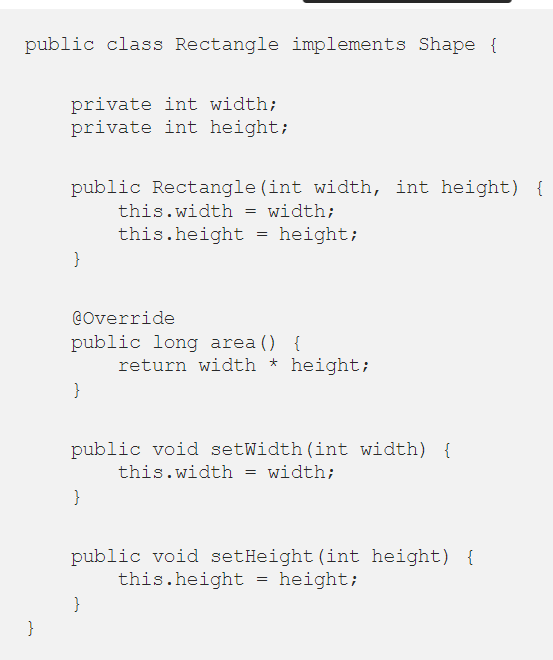 public class Rectangle implements Shape {
    private int width;
    private int height;
    public Rectangle(int width, int height) {
        this.width = width;
        this.height = height;
    }
    @Override
    public long area() {
        return width * height;
    }
    public void setWidth(int width) {
        this.width = width;
    }
    public void setHeight(int height) {
        this.height = height;
    }
}